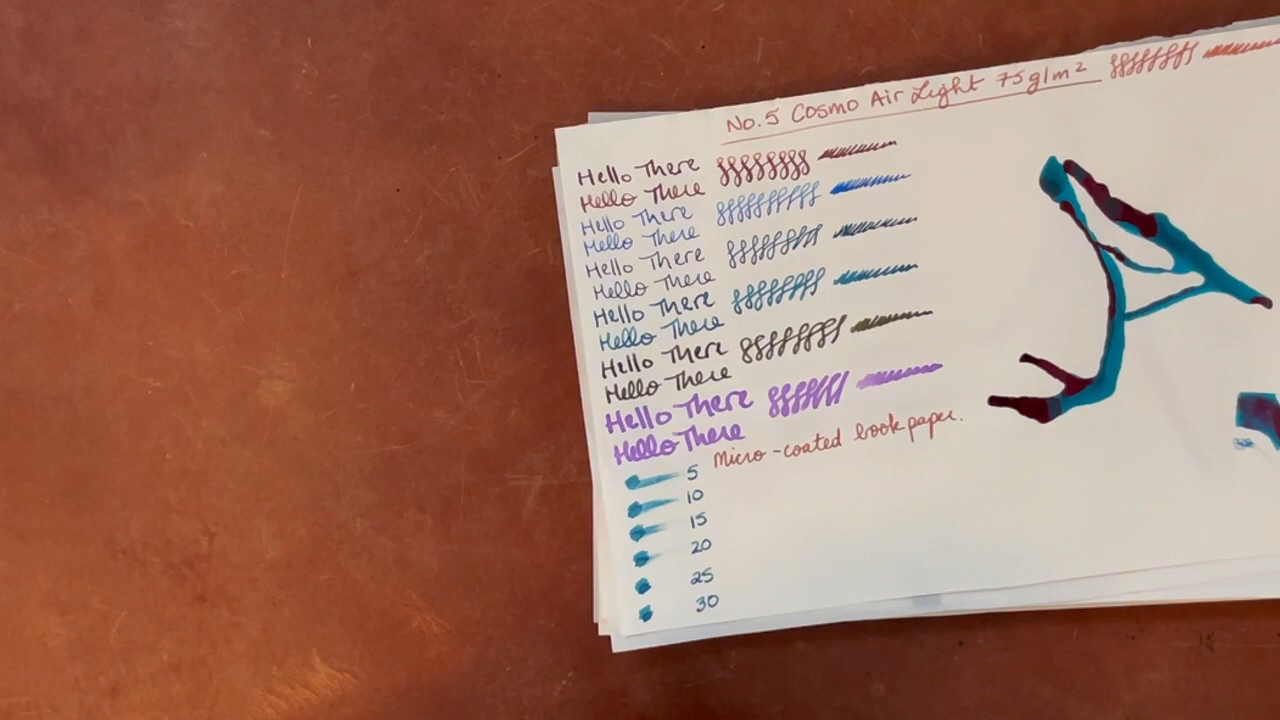 No.5 Cosmo Air Light 75g/m²
Hello There
Hello There
Hello There
Hello There
Hello There
Hello There
Hello There
Hello There
Hello There
Hello There
Hello There
Hello There
Micro-coated book paper.
5
10
15
20
25
30